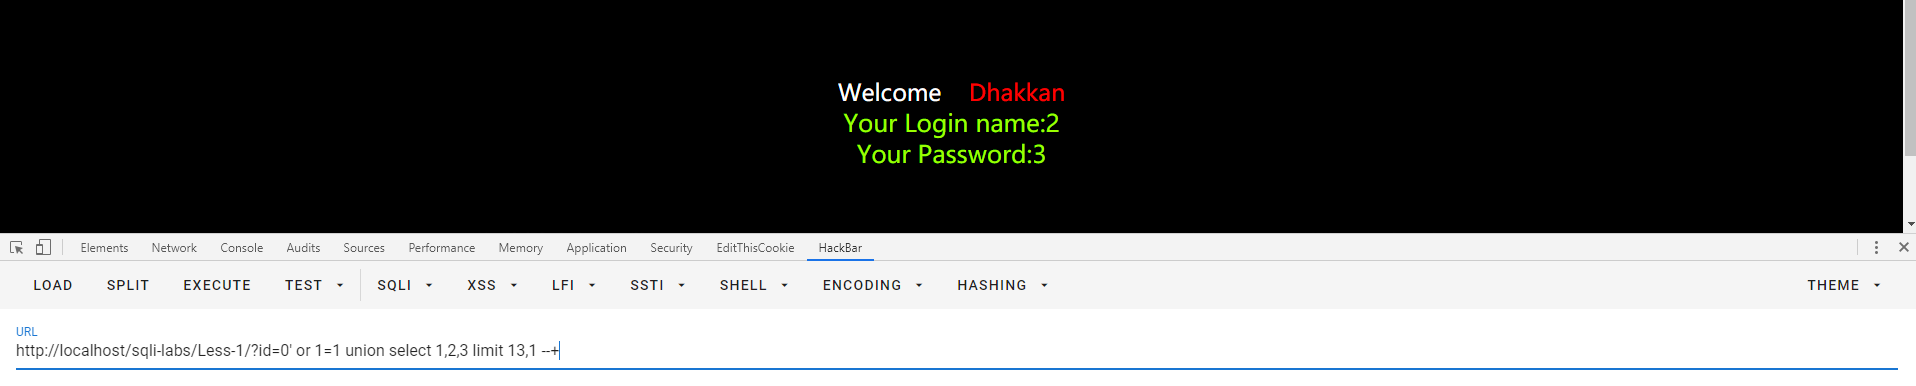 Welcome Dhakkan
Your Login name:2
Your Password:3
Elements Network Console Audits Sources Performance Memory Application Security EditThisCookie HackBar
LOAD SPLIT EXECUTE TEST SQLI XSS LFI SSTI SHELL ENCODING HASHING THEME
URL
http://localhost/sqli-labs/Less-1/?id=0' or 1=1 union select 1,2,3 limit 13,1 --+